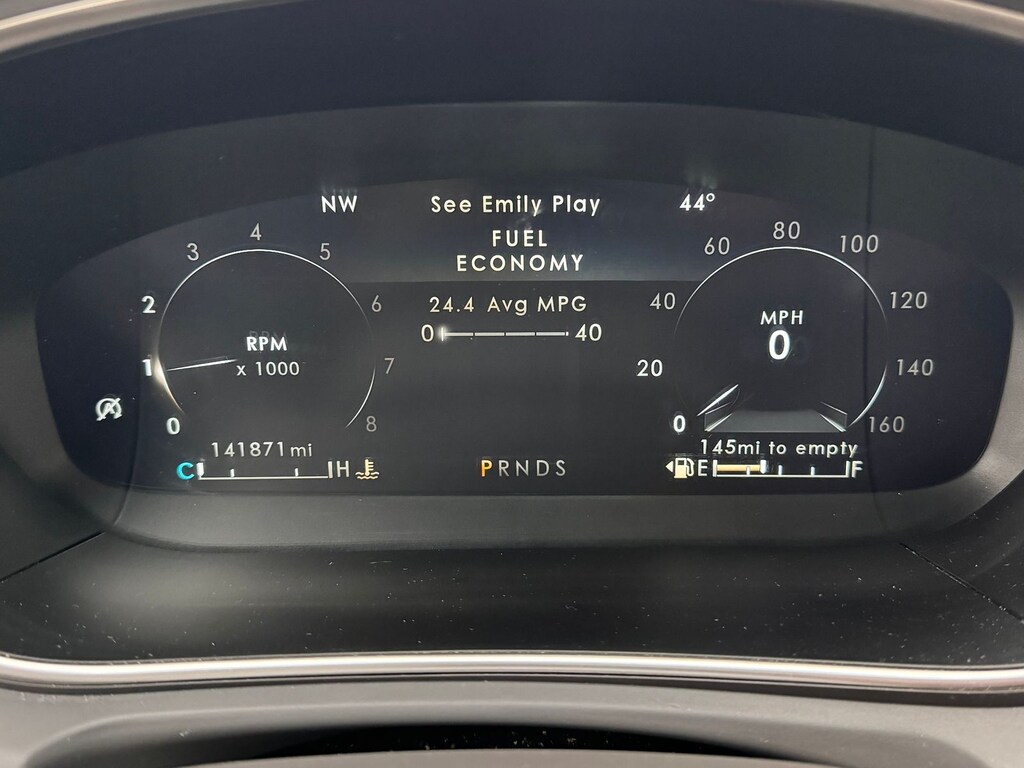 NW See Emily Play 44°
FUEL
ECONOMY
24.4 Avg MPG
0 40
0 1 2 3 4 5 6 7 8
RPM
x 1000
0 20 40 60 80 100 120 140 160
MPH
0
141871 mi
C H
PRNDS
145mi to empty
E F